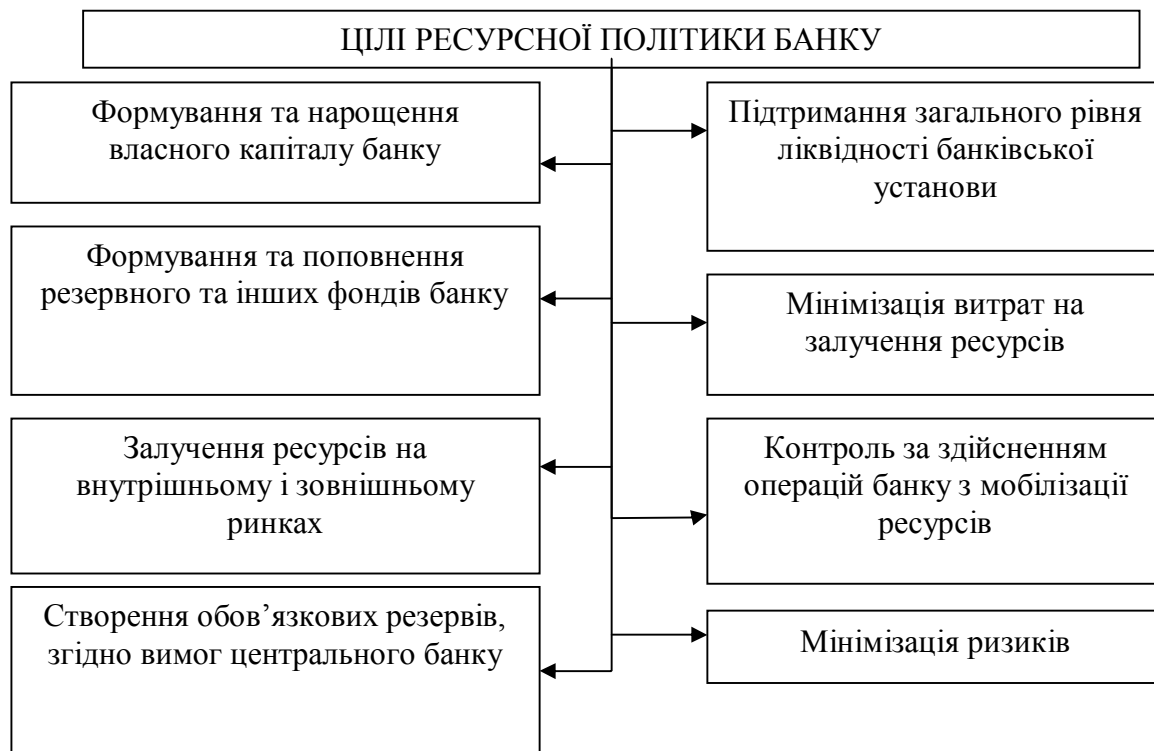 ЦІЛІ РЕСУРСНОЇ ПОЛІТИКИ БАНКУ
Формування та нарощення
власного капіталу банку
Формування та поповнення
резервного та інших фондів банку
Залучення ресурсів на
внутрішньому і зовнішньому
ринках
Створення обов’язкових резервів,
згідно вимог центрального банку
Підтримання загального рівня
ліквідності банківської
установи
Мінімізація витрат на
залучення ресурсів
Контроль за здійсненням
операцій банку з мобілізації
ресурсів
Мінімізація ризиків